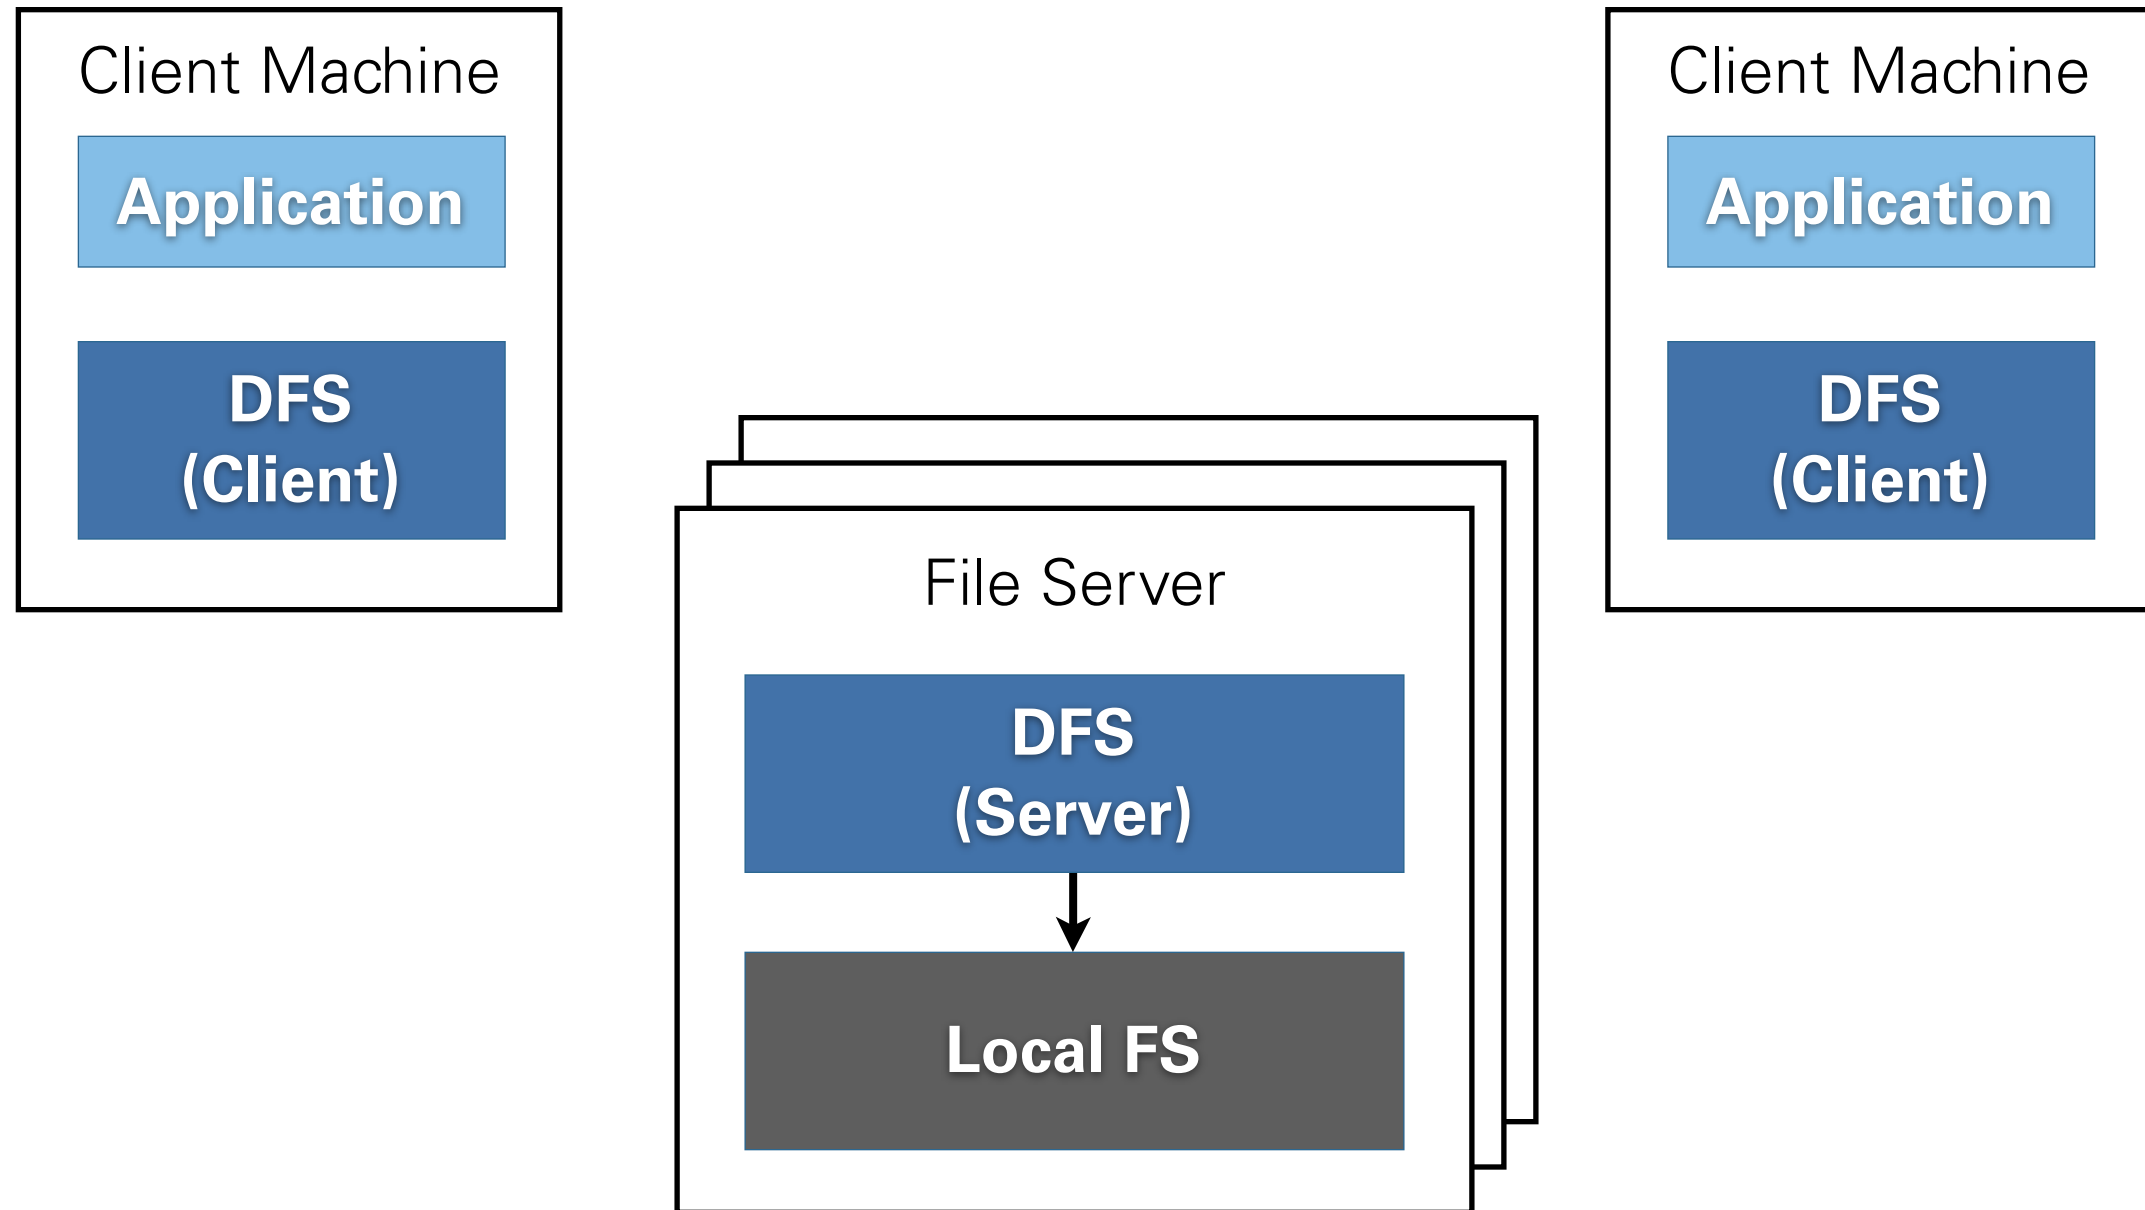 Client Machine
Application
DFS
(Client)
Client Machine
Application
DFS
(Client)
File Server
DFS
(Server)
Local FS